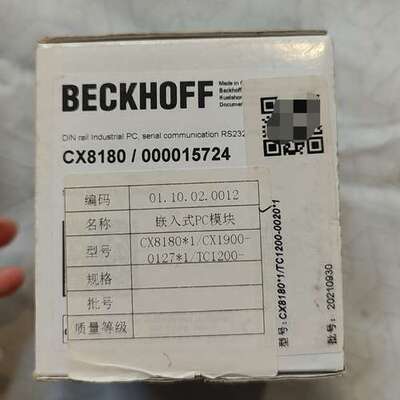 BECKHOFF
Made in
Beckhoff
Document
DIN rail Industrial PC, serial communication RS232
CX8180 / 000015724
编码 01.10.02.0012
名称 嵌入式PC模块
型号 CX8180*1/CX1900-
0127*1/TC1200-
规格
批号
质量等级
型号: CX8180*1/TC1200-0020*1
批号: 20210930